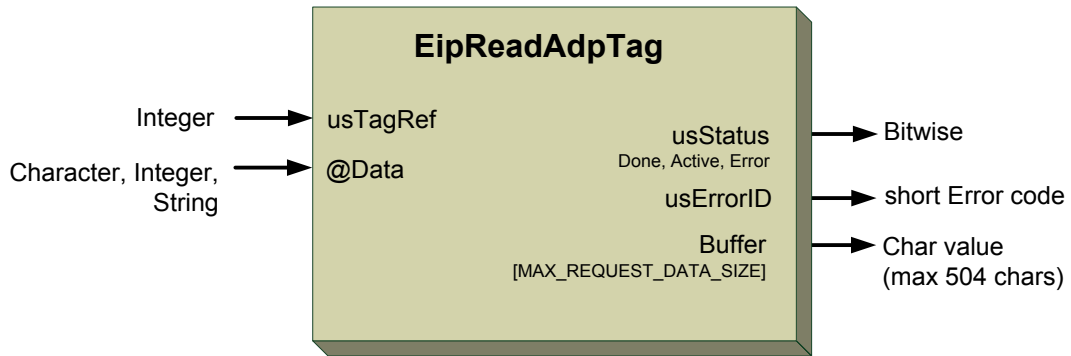 EipReadAdpTag
Integer
usTagRef
Character, Integer,
String
@Data
usStatus
Done, Active, Error
Bitwise
usErrorID
short Error code
Buffer
[MAX_REQUEST_DATA_SIZE]
Char value
(max 504 chars)